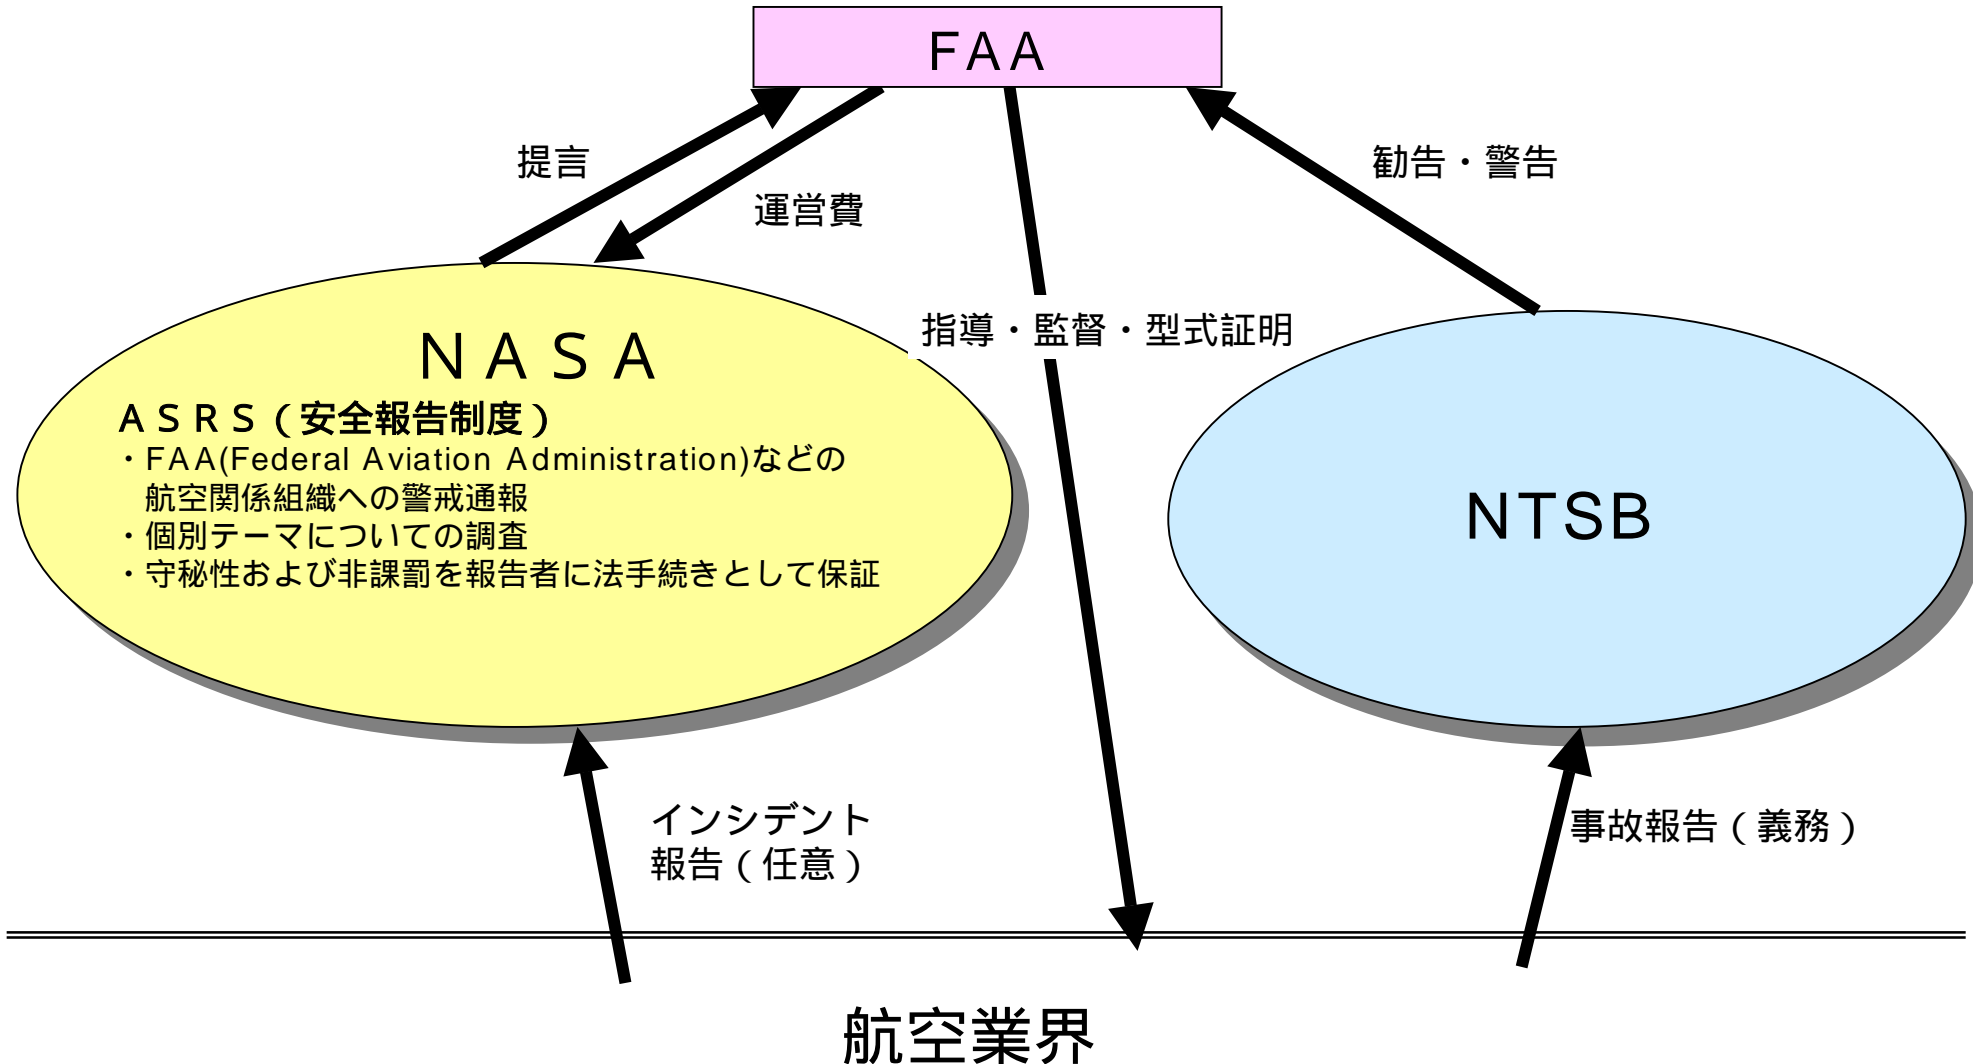 FAA
提言
勧告・警告
運営費
指導・監督・型式証明
ＮＡＳＡ
ＡＳＲＳ（安全報告制度）
・FAA(Federal Aviation Administration)などの
航空関係組織への警戒通報
・個別テーマについての調査
・守秘性および非課罰を報告者に法手続きとして保証
NTSB
インシデント
報告（任意）
事故報告（義務）
航空業界